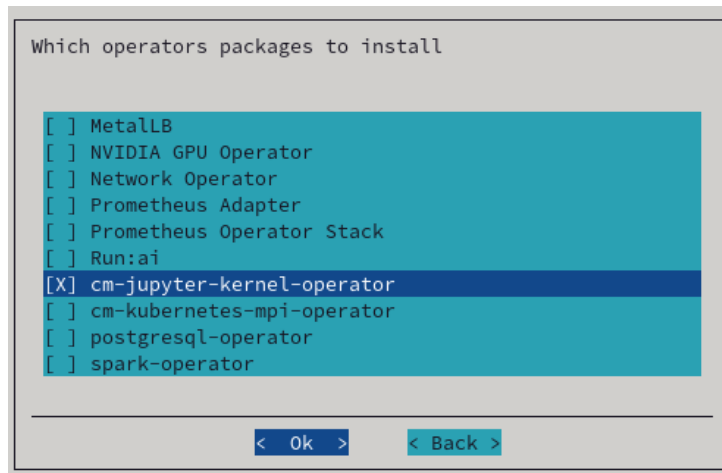 Which operators packages to install
[ ] MetalLB
[ ] NVIDIA GPU Operator
[ ] Network Operator
[ ] Prometheus Adapter
[ ] Prometheus Operator Stack
[ ] Run:ai
[X] cm-jupyter-kernel-operator
[ ] cm-kubernetes-mpi-operator
[ ] postgresql-operator
[ ] spark-operator
< Ok > < Back >